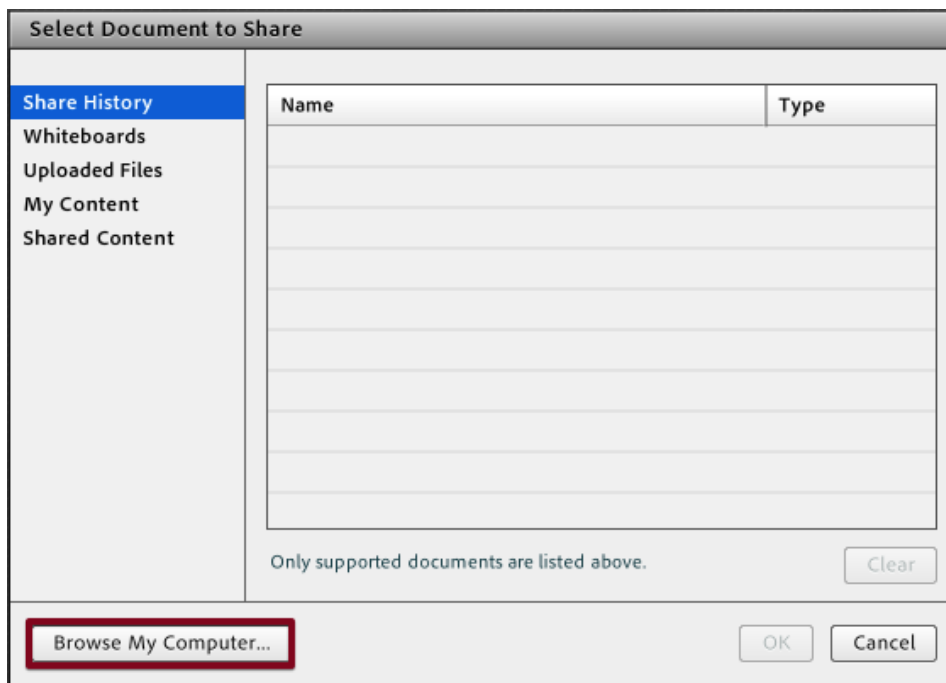 Select Document to Share
Share History
Whiteboards
Uploaded Files
My Content
Shared Content
Name Type
Only supported documents are listed above.
Clear
Browse My Computer...
OK
Cancel